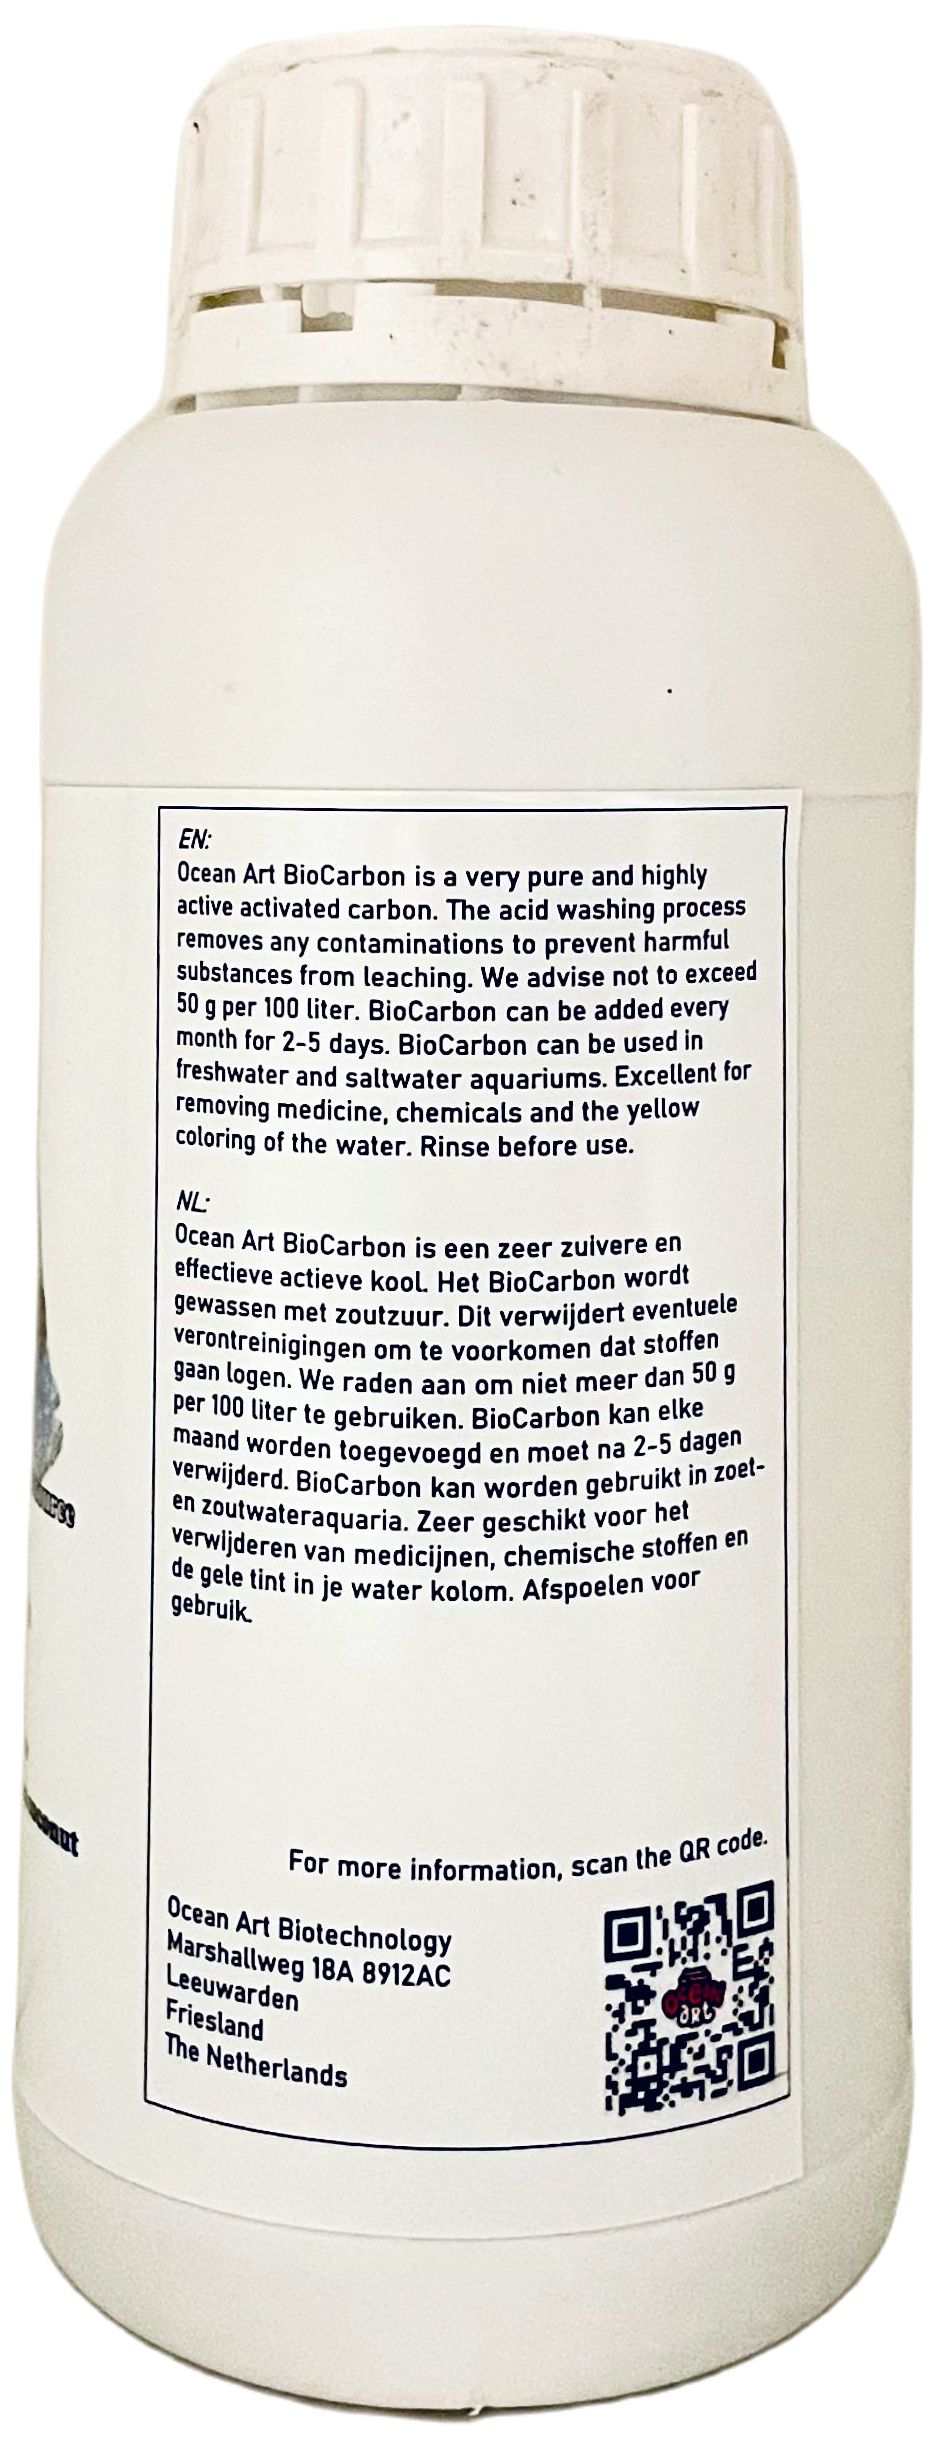 EN:
Ocean Art BioCarbon is a very pure and highly
active activated carbon. The acid washing process
removes any contaminations to prevent harmful
substances from leaching. We advise not to exceed
50 g per 100 liter. BioCarbon can be added every
month for 2-5 days. BioCarbon can be used in
freshwater and saltwater aquariums. Excellent for
removing medicine, chemicals and the yellow
coloring of the water. Rinse before use.
NL:
Ocean Art BioCarbon is een zeer zuivere en
effectieve actieve kool. Het BioCarbon wordt
gewassen met zoutzuur. Dit verwijdert eventuele
verontreinigingen om te voorkomen dat stoffen
gaan logen. We raden aan om niet meer dan 50 g
per 100 liter te gebruiken. BioCarbon kan elke
maand worden toegevoegd en moet na 2-5 dagen
verwijderd. BioCarbon kan worden gebruikt in zoet-
en zoutwateraquaria. Zeer geschikt voor het
verwijderen van medicijnen, chemische stoffen en
de gele tint in je water kolom. Afspoelen voor
gebruik.
For more information, scan the QR code.
Ocean Art Biotechnology
Marshallweg 18A 8912AC
Leeuwarden
Friesland
The Netherlands
OCEAN
ART